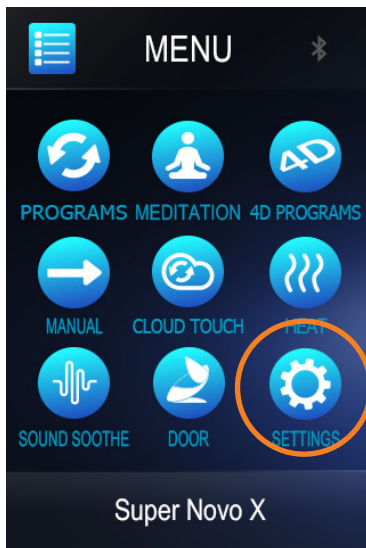 MENU
4D
PROGRAMS MEDITATION 4D PROGRAMS
MANUAL CLOUD TOUCH HEAT
SOUND SOOTHE DOOR SETTINGS
Super Novo X